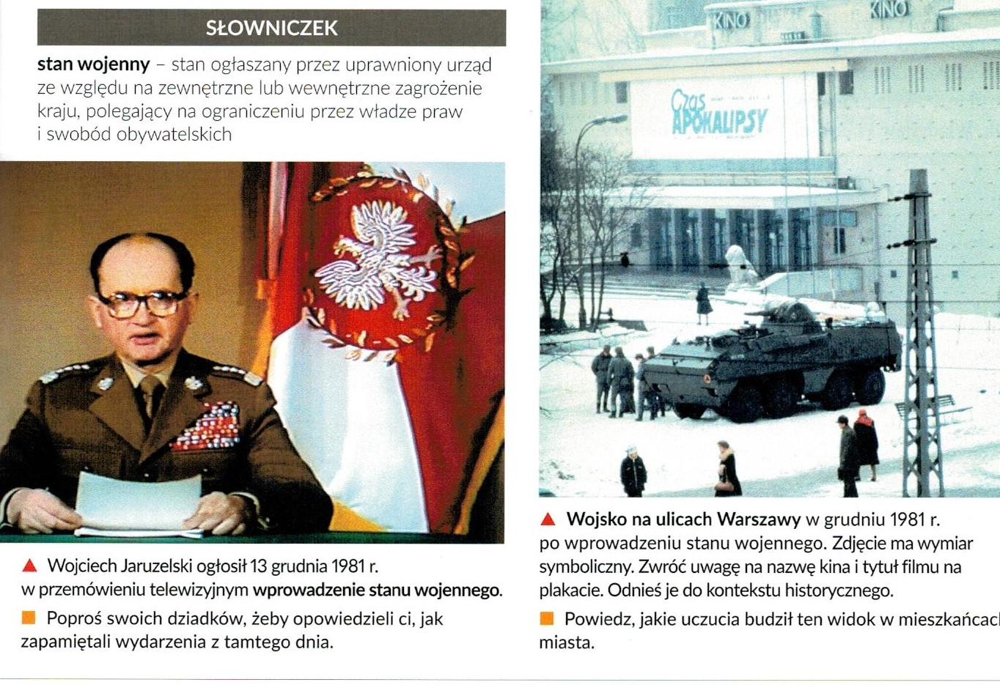 SŁOWNICZEK
stan wojenny – stan ogłaszany przez uprawniony urząd
ze względu na zewnętrzne lub wewnętrzne zagrożenie
kraju, polegający na ograniczeniu przez władze praw
i swobód obywatelskich
▲ Wojciech Jaruzelski ogłosił 13 grudnia 1981 r.
w przemówieniu telewizyjnym wprowadzenie stanu wojennego.
■ Poproś swoich dziadków, żeby opowiedzieli ci, jak
zapamiętali wydarzenia z tamtego dnia.
KINO
KINO
Czas
APOKALIPSY
▲ Wojsko na ulicach Warszawy w grudniu 1981 r.
po wprowadzeniu stanu wojennego. Zdjęcie ma wymiar
symboliczny. Zwróć uwagę na nazwę kina i tytuł filmu na
plakacie. Odnieś je do kontekstu historycznego.
■ Powiedz, jakie uczucia budził ten widok w mieszkańcach
miasta.